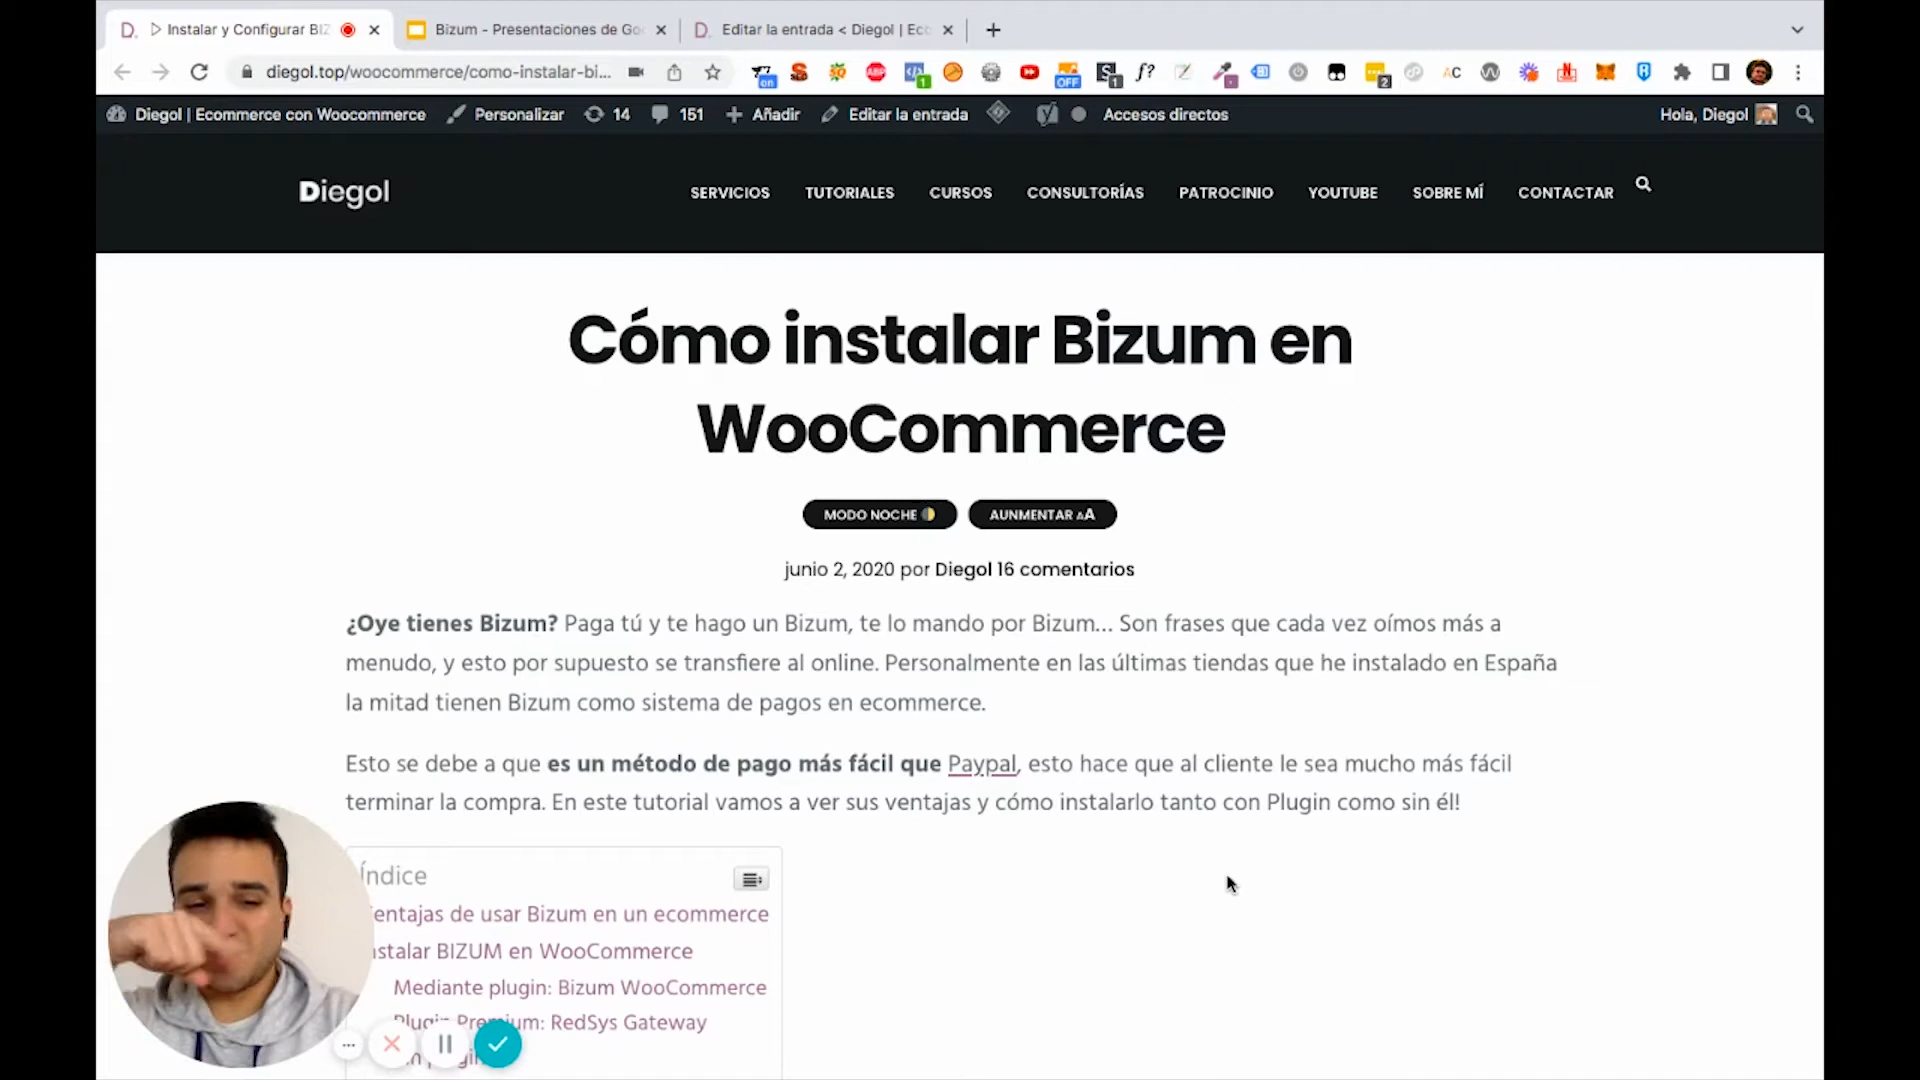 Instalar y Configurar BIZ
Bizum - Presentaciones de Goo
Editar la entrada < Diegol | Eco
diegol.top/woocommerce/como-instalar-bi...
Diegol | Ecommerce con Woocommerce
Personalizar
14
151
Añadir
Editar la entrada
Accesos directos
Hola, Diegol
Diegol
SERVICIOS
TUTORIALES
CURSOS
CONSULTORÍAS
PATROCINIO
YOUTUBE
SOBRE MÍ
CONTACTAR
Cómo instalar Bizum en
WooCommerce
MODO NOCHE
AUNMENTAR AA
junio 2, 2020 por Diegol 16 comentarios
¿Oye tienes Bizum? Paga tú y te hago un Bizum, te lo mando por Bizum... Son frases que cada vez oímos más a
menudo, y esto por supuesto se transfiere al online. Personalmente en las últimas tiendas que he instalado en España
la mitad tienen Bizum como sistema de pagos en ecommerce.
Esto se debe a que es un método de pago más fácil que Paypal, esto hace que al cliente le sea mucho más fácil
terminar la compra. En este tutorial vamos a ver sus ventajas y cómo instalarlo tanto con Plugin como sin él!
Índice
entajas de usar Bizum en un ecommerce
stalar BIZUM en WooCommerce
Mediante plugin: Bizum WooCommerce
Plugin Premium: RedSys Gateway